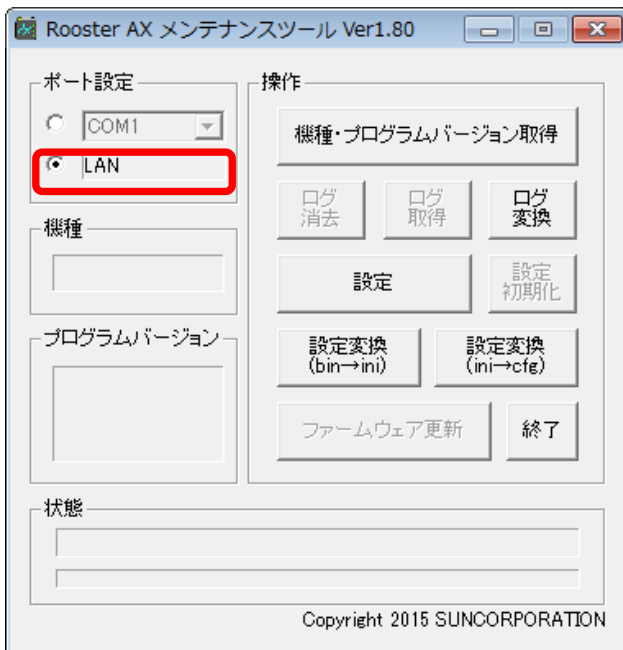 Rooster AX メンテナンスツール Ver1.80
ポート設定
COM1
LAN
機種
プログラムバージョン
操作
機種・プログラムバージョン取得
ログ
消去
ログ
取得
ログ
変換
設定
設定
初期化
設定変換
(bin→ini)
設定変換
(ini→cfg)
ファームウェア更新
終了
状態
Copyright 2015 SUNCORPORATION